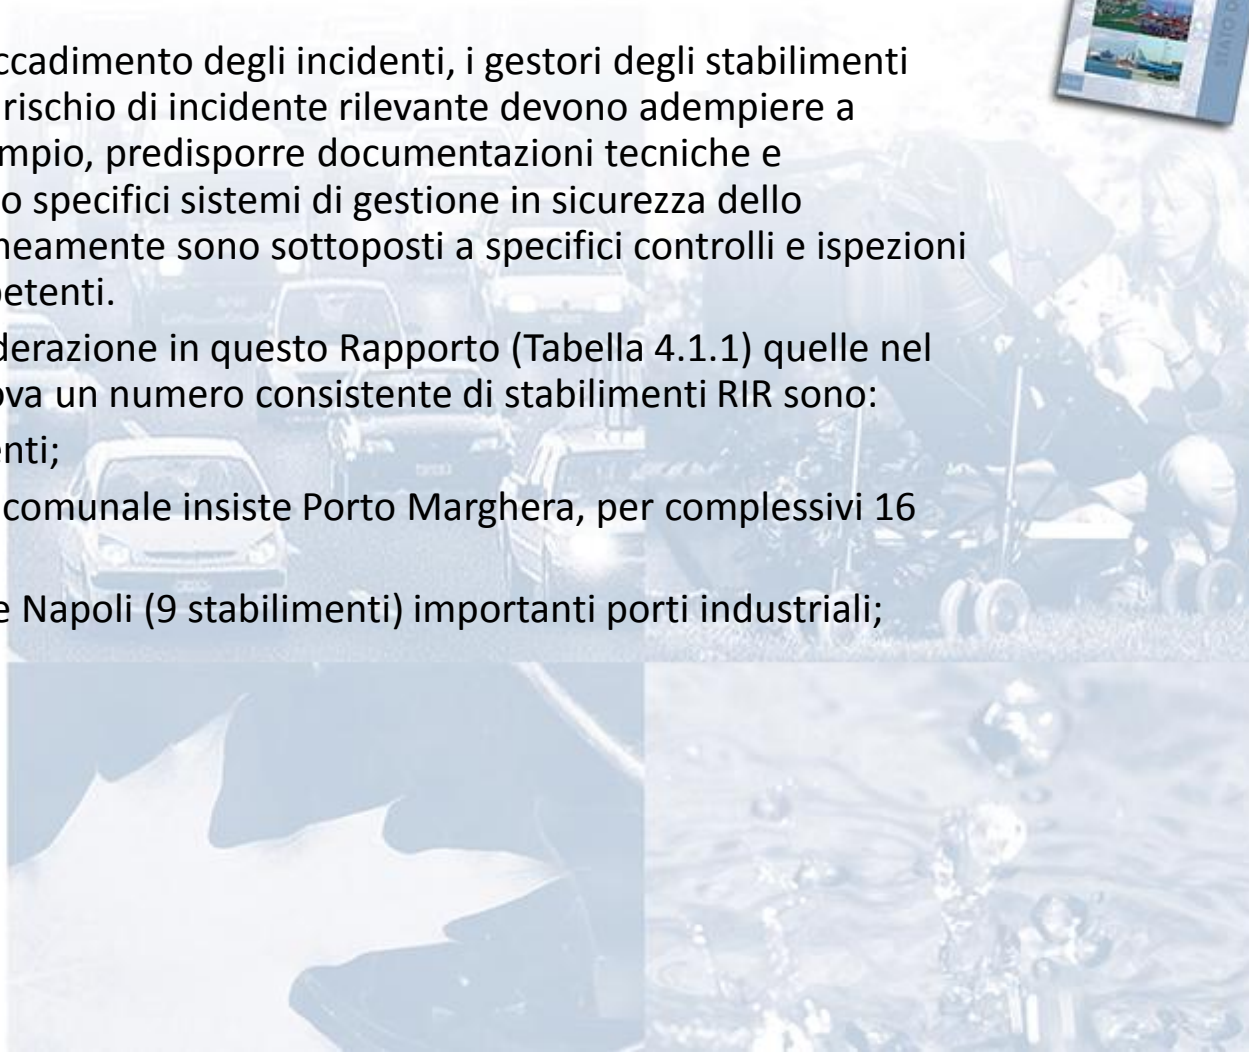 ccadimento degli incidenti, i gestori degli stabilimenti
rischio di incidente rilevante devono adempiere a
mpio, predisporre documentazioni tecniche e
o specifici sistemi di gestione in sicurezza dello
neamente sono sottoposti a specifici controlli e ispezioni
petenti.
derazione in questo Rapporto (Tabella 4.1.1) quelle nel
ova un numero consistente di stabilimenti RIR sono:
enti;
comunale insiste Porto Marghera, per complessivi 16
e Napoli (9 stabilimenti) importanti porti industriali;
STATO